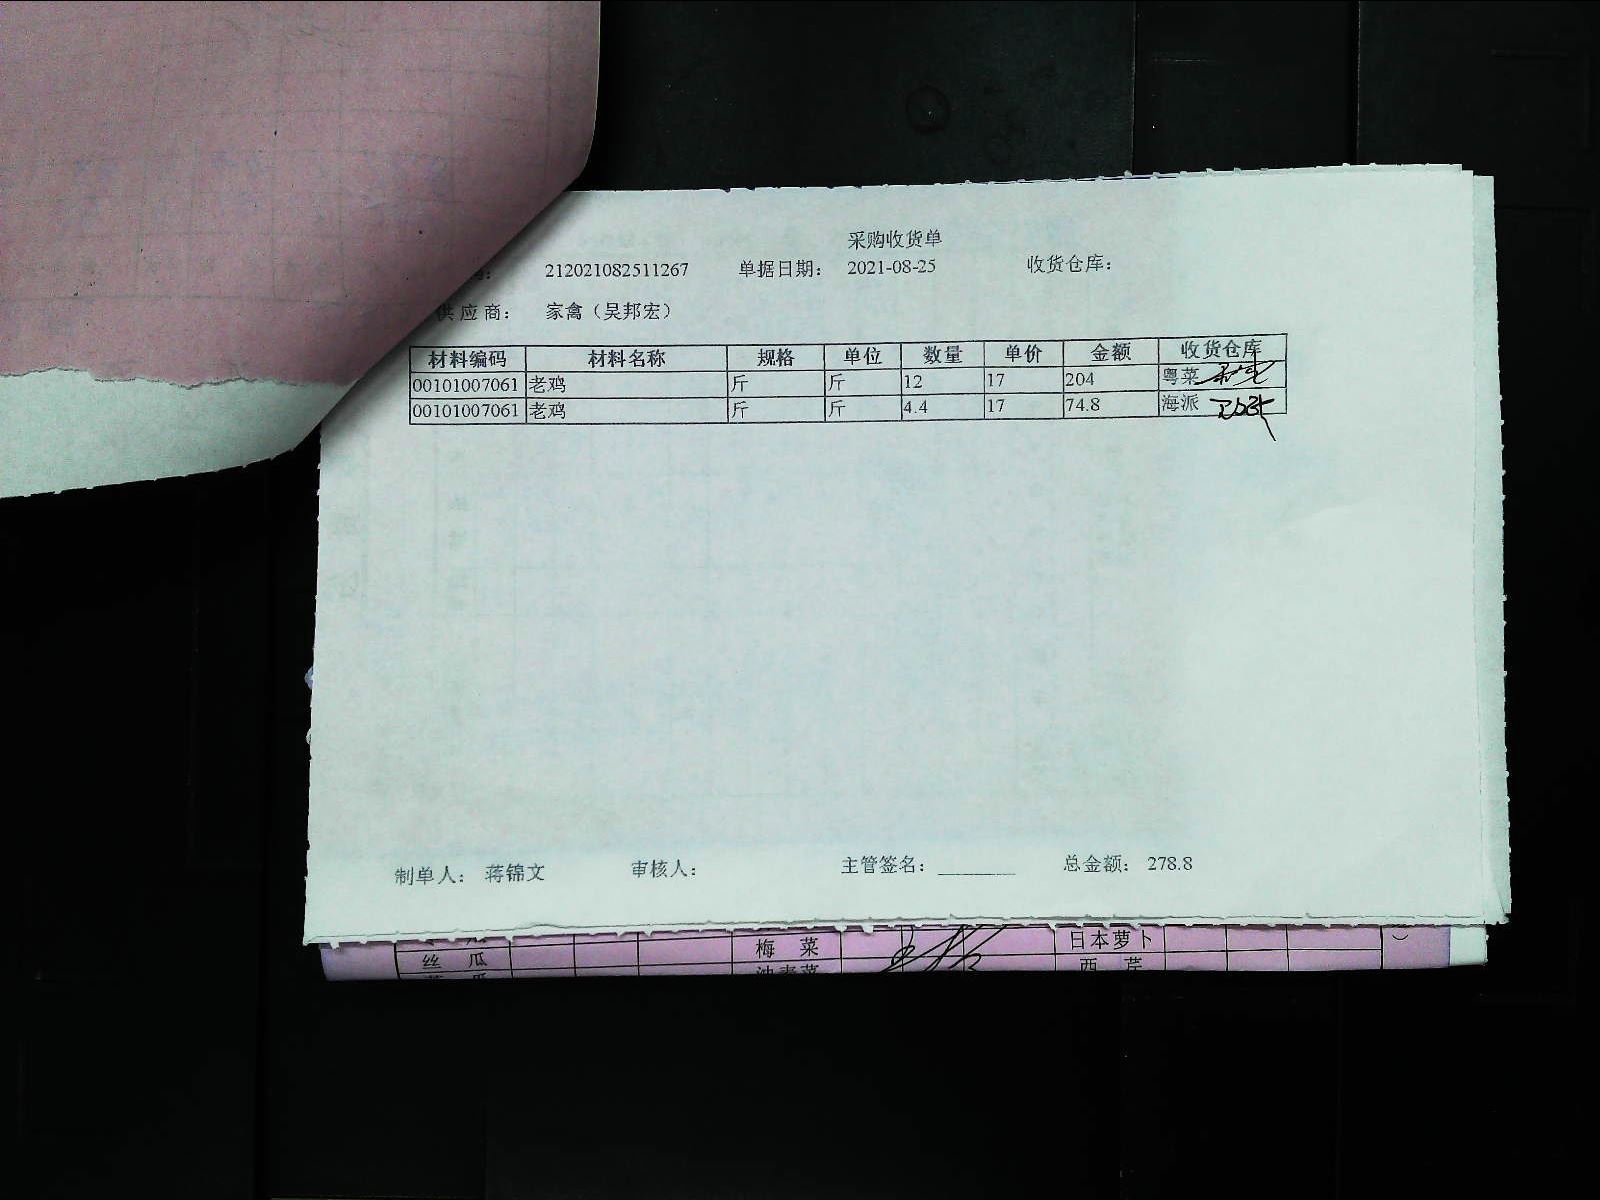 采购收货单
212021082511267 单据日期： 2021-08-25 收货仓库：
供应商： 家禽（吴邦宏）
材料编码 材料名称 规格 单位 数量 单价 金额 收货仓库
00101007061 老鸡 斤 斤 12 17 204 粤菜
00101007061 老鸡 斤 斤 4.4 17 74.8 海派
制单人： 蒋锦文 审核人： 主管签名： 总金额： 278.8
梅菜 日本萝卜
丝瓜 西芹